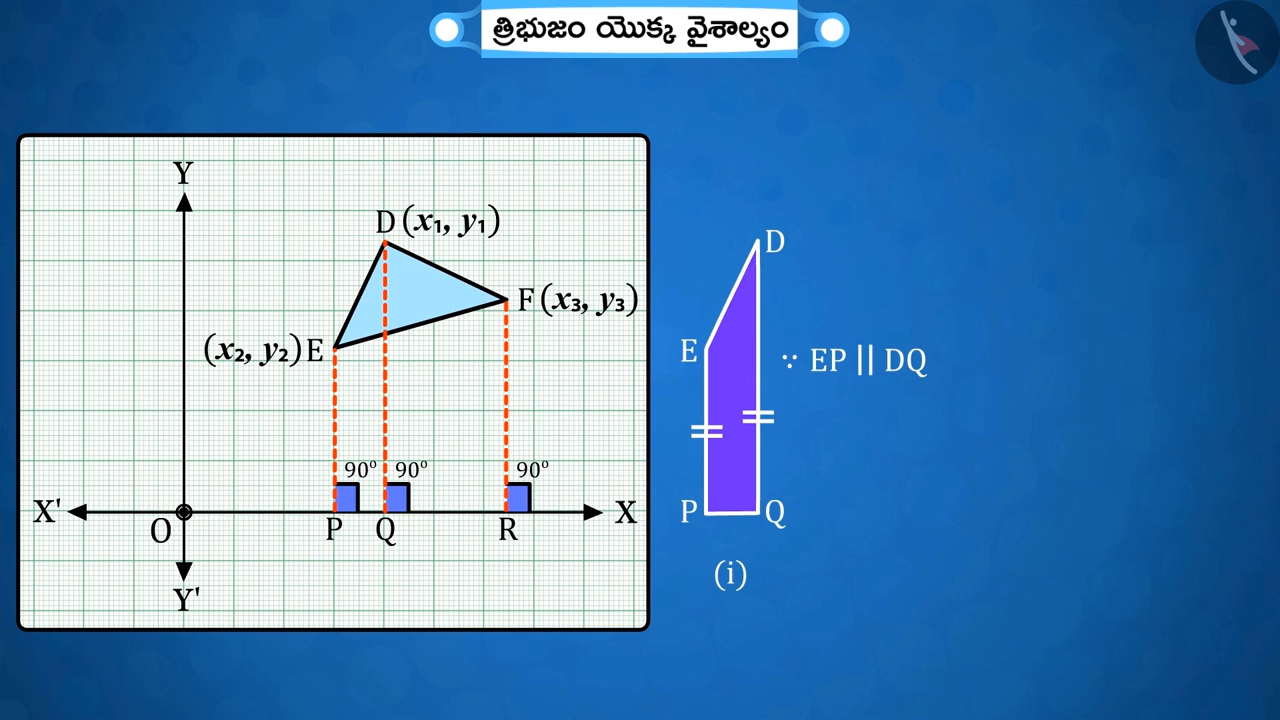 త్రిభుజం యొక్క వైశాల్యం
Y
D (x₁, y₁)
F (x₃, y₃)
(x₂, y₂) E
90° 90° 90°
X' X
O P Q R
Y'
D
E
∵ EP || DQ
P Q
(i)